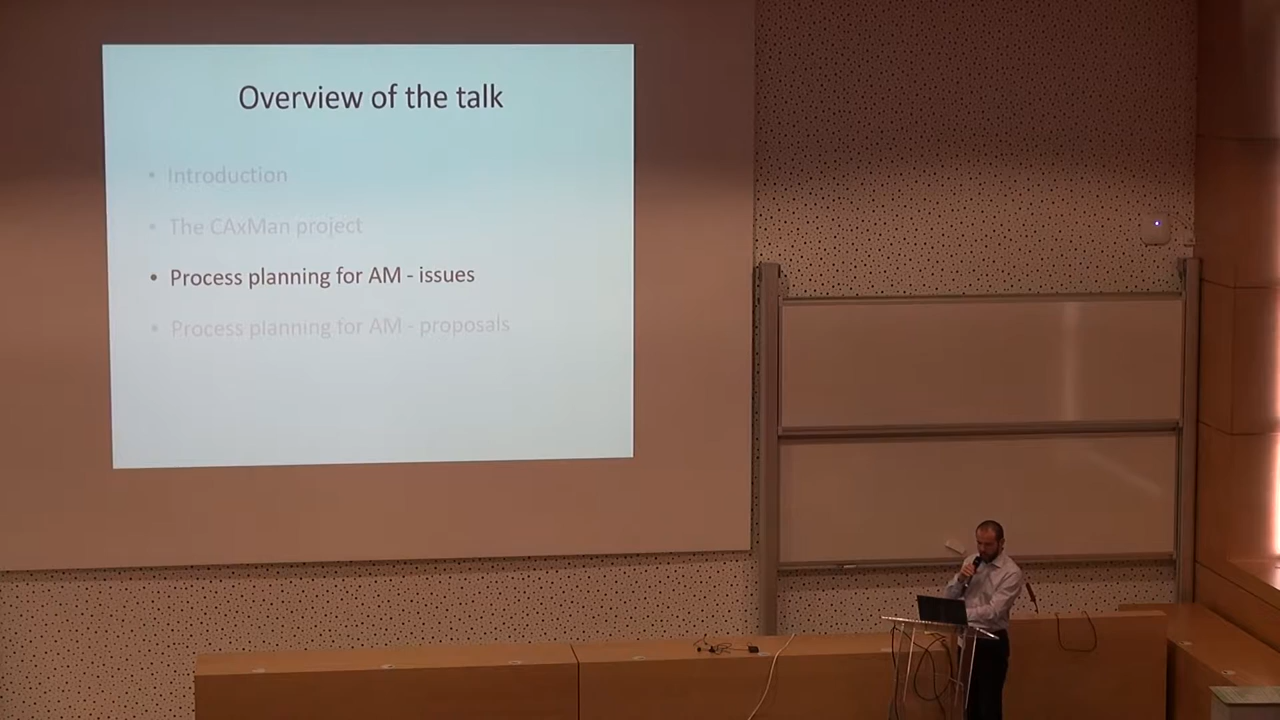 Overview of the talk
• Introduction
• The CAxMan project
• Process planning for AM - issues
• Process planning for AM - proposals